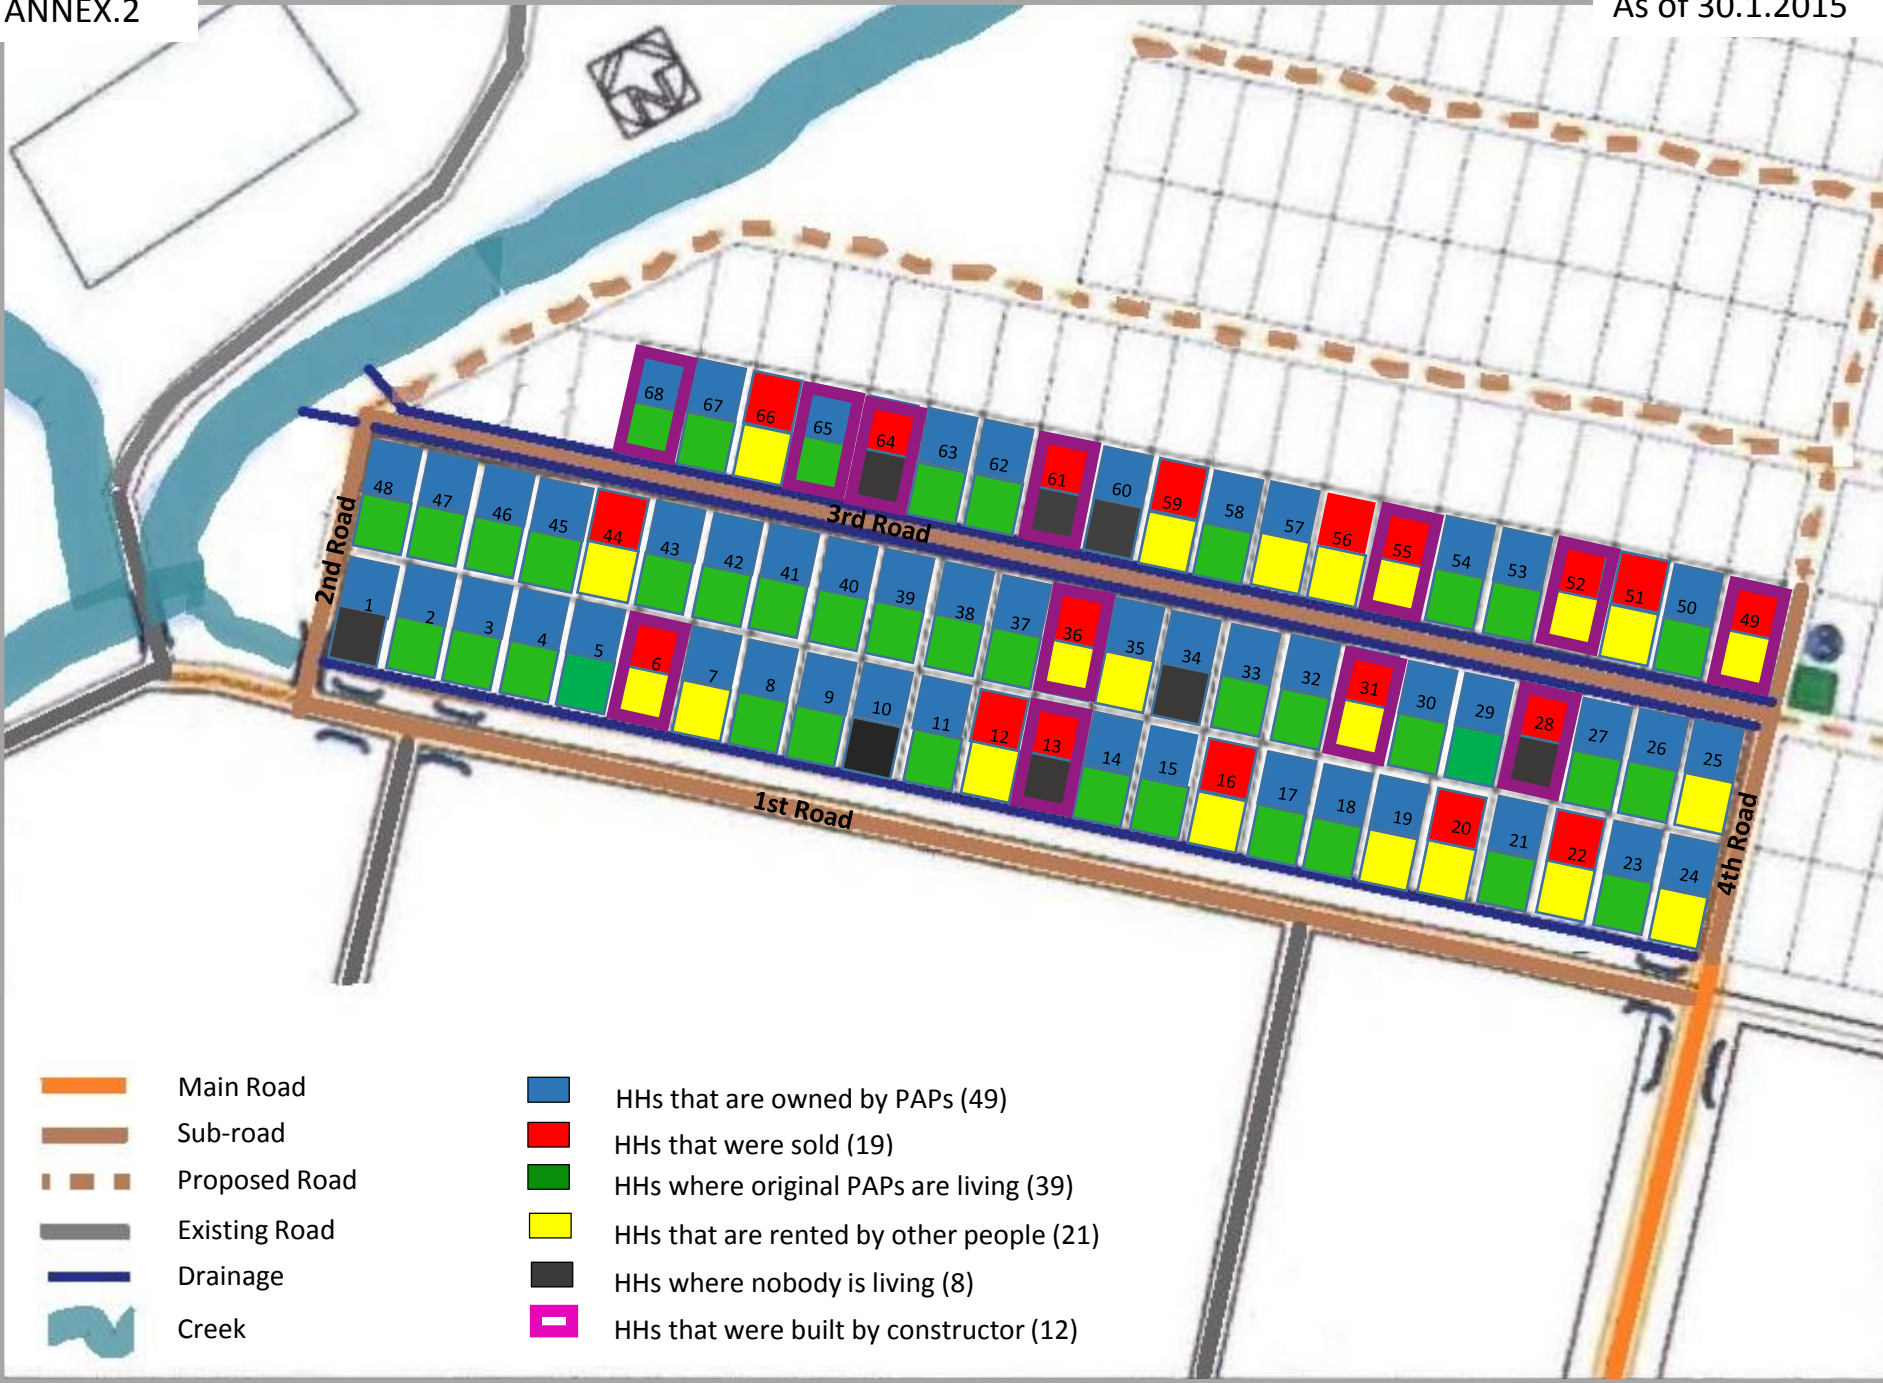 ANNEX.2
As of 30.1.2015
N
68 67 66 65 64 63 62 61 60 59 58 57 56 55 54 53 52 51 50 49
3rd Road
48 47 46 45 44 43 42 41 40 39 38 37 36 35 34 33 32 31 30 29 28 27 26 25
2nd Road
1 2 3 4 5 6 7 8 9 10 11 12 13 14 15 16 17 18 19 20 21 22 23 24
4th Road
1st Road
Main Road
Sub-road
Proposed Road
Existing Road
Drainage
Creek
HHs that are owned by PAPs (49)
HHs that were sold (19)
HHs where original PAPs are living (39)
HHs that are rented by other people (21)
HHs where nobody is living (8)
HHs that were built by constructor (12)